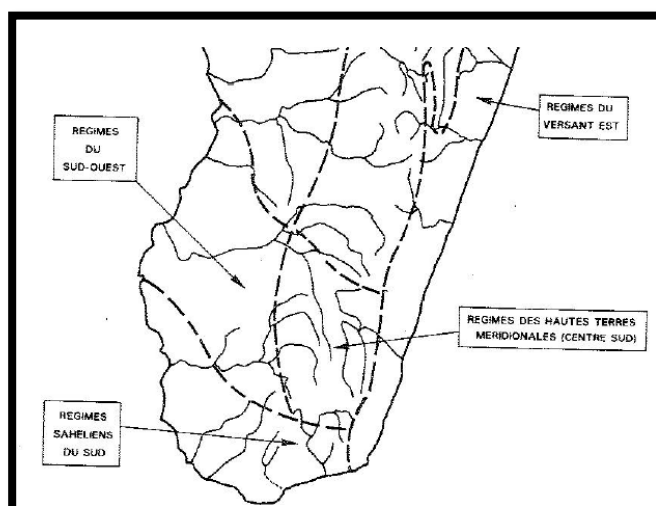 REGIMES DU
VERSANT EST
REGIMES
DU
SUD-OUEST
REGIMES DES HAUTES TERRES
MERIDIONALES (CENTRE SUD)
REGIMES
SAHELIENS
DU SUD